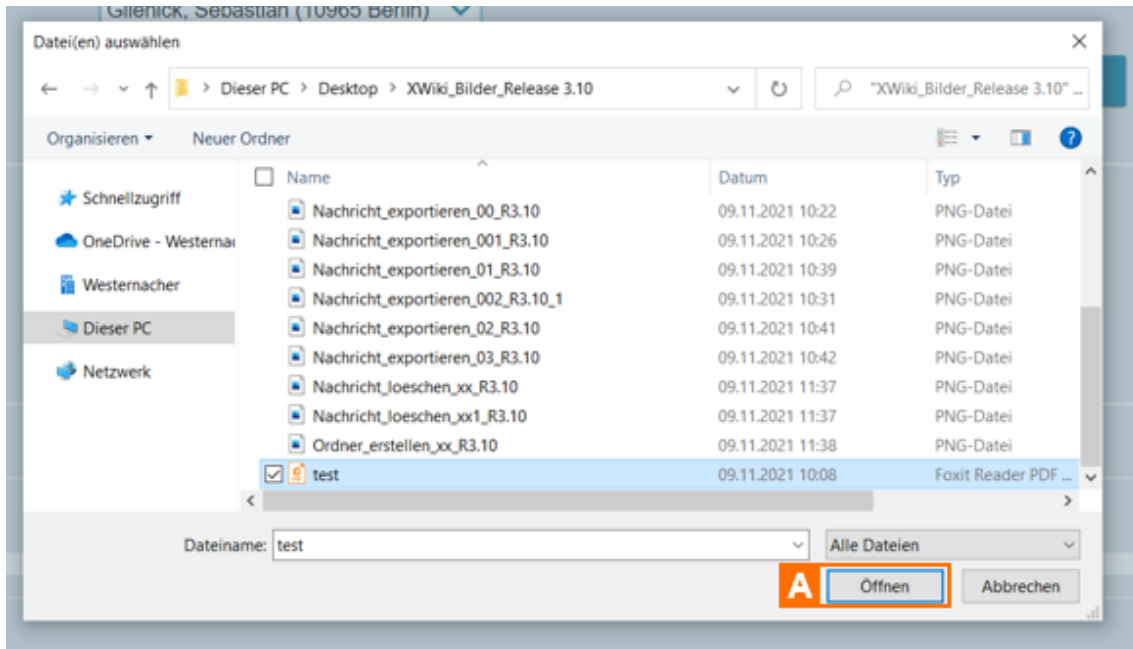 Gilenick, Sebastian (10965 Berlin)
Datei(en) auswählen
Dieser PC > Desktop > XWiki_Bilder_Release 3.10
"XWiki_Bilder_Release 3.10" ...
Organisieren Neuer Ordner
Name Datum Typ
Schnellzugriff
OneDrive - Westernac
Westernacher
Dieser PC
Netzwerk
Nachricht_exportieren_00_R3.10 09.11.2021 10:22 PNG-Datei
Nachricht_exportieren_001_R3.10 09.11.2021 10:26 PNG-Datei
Nachricht_exportieren_01_R3.10 09.11.2021 10:39 PNG-Datei
Nachricht_exportieren_002_R3.10_1 09.11.2021 10:31 PNG-Datei
Nachricht_exportieren_02_R3.10 09.11.2021 10:41 PNG-Datei
Nachricht_exportieren_03_R3.10 09.11.2021 10:42 PNG-Datei
Nachricht_loeschen_xx_R3.10 09.11.2021 11:37 PNG-Datei
Nachricht_loeschen_xx1_R3.10 09.11.2021 11:37 PNG-Datei
Ordner_erstellen_xx_R3.10 09.11.2021 11:38 PNG-Datei
test 09.11.2021 10:08 Foxit Reader PDF ...
Dateiname: test Alle Dateien
A Öffnen Abbrechen